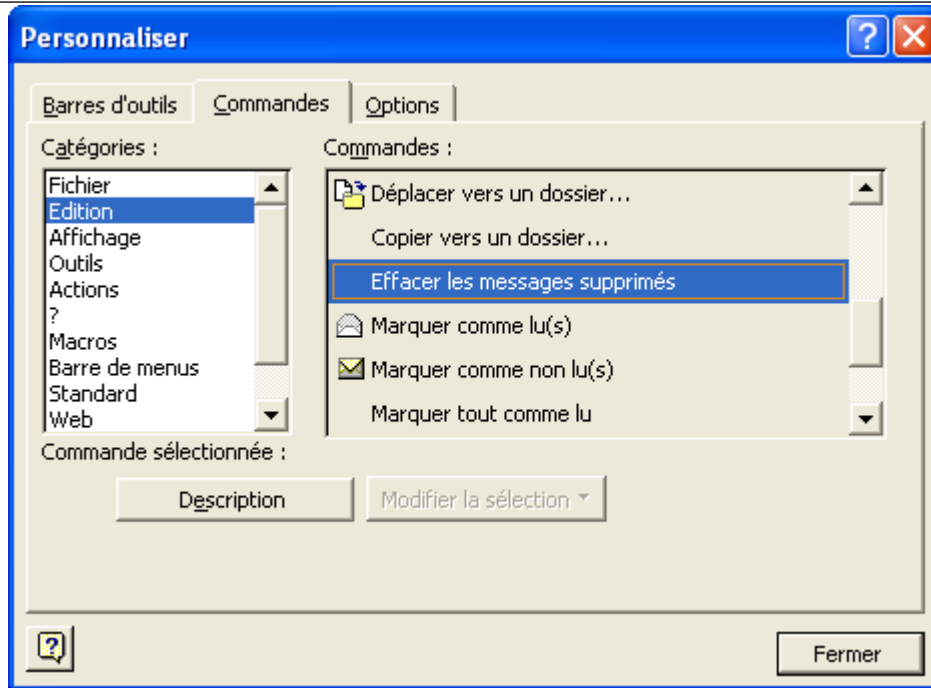 Personnaliser
Barres d'outils Commandes Options
Catégories : Commandes :
Fichier
Edition
Affichage
Outils
Actions
?
Macros
Barre de menus
Standard
Web
Déplacer vers un dossier...
Copier vers un dossier...
Effacer les messages supprimés
Marquer comme lu(s)
Marquer comme non lu(s)
Marquer tout comme lu
Commande sélectionnée :
Description Modifier la sélection
Fermer